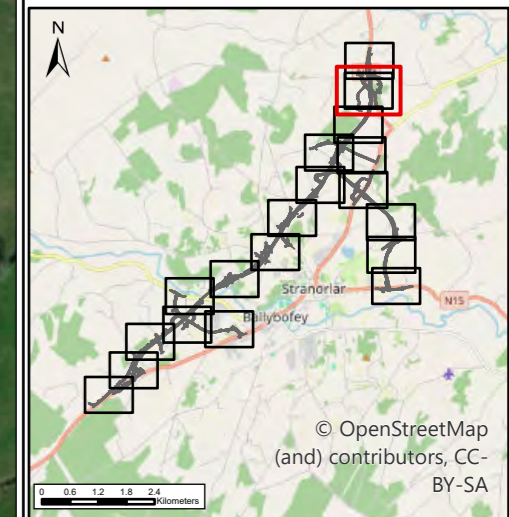 N
Stranorlar
Ballybofey
N15
© OpenStreetMap
(and) contributors, CC-
BY-SA
0 0.6 1.2 1.8 2.4
Kilometers